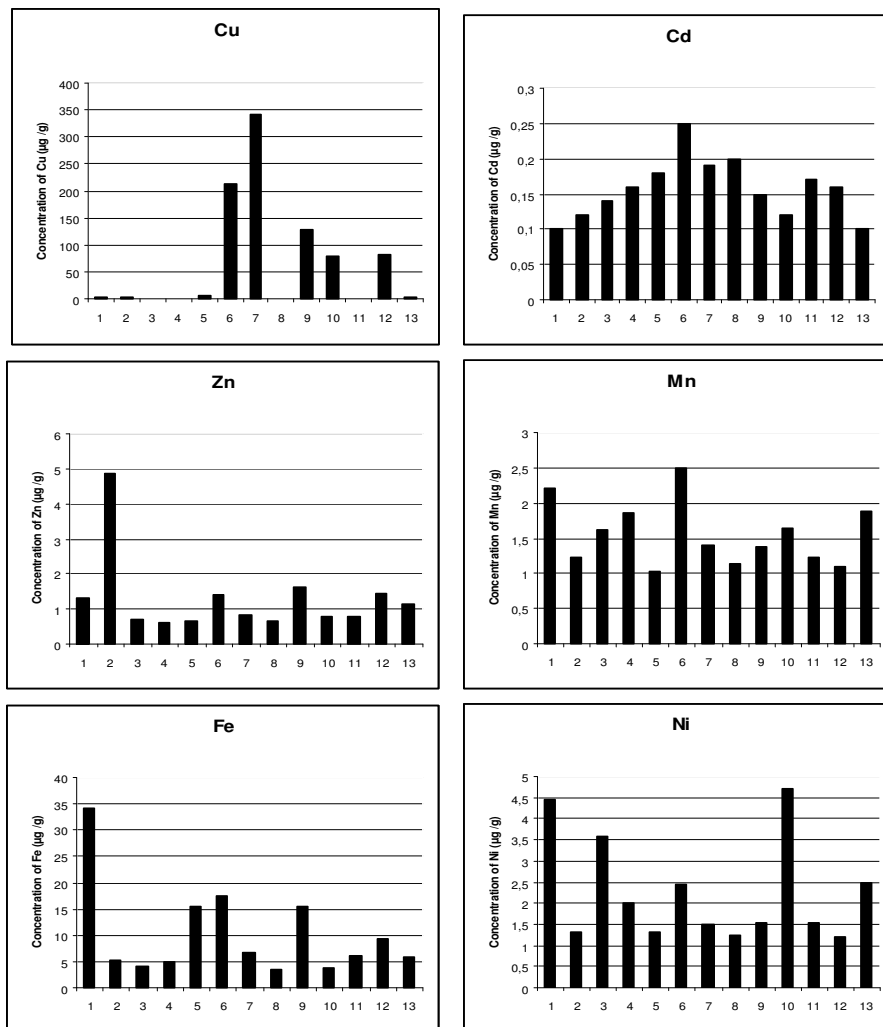 Cu
Concentration of Cu (µg /g)
400
350
300
250
200
150
100
50
0
1 2 3 4 5 6 7 8 9 10 11 12 13
Cd
Concentration of Cd (µg /g)
0,3
0,25
0,2
0,15
0,1
0,05
0
1 2 3 4 5 6 7 8 9 10 11 12 13
Zn
Concentration of Zn (µg /g)
6
5
4
3
2
1
0
1 2 3 4 5 6 7 8 9 10 11 12 13
Mn
Concentration of Mn (µg /g)
3
2,5
2
1,5
1
0,5
0
1 2 3 4 5 6 7 8 9 10 11 12 13
Fe
Concentration of Fe (µg /g)
40
35
30
25
20
15
10
5
0
1 2 3 4 5 6 7 8 9 10 11 12 13
Ni
Concentration of Ni (µg /g)
5
4,5
4
3,5
3
2,5
2
1,5
1
0,5
0
1 2 3 4 5 6 7 8 9 10 11 12 13